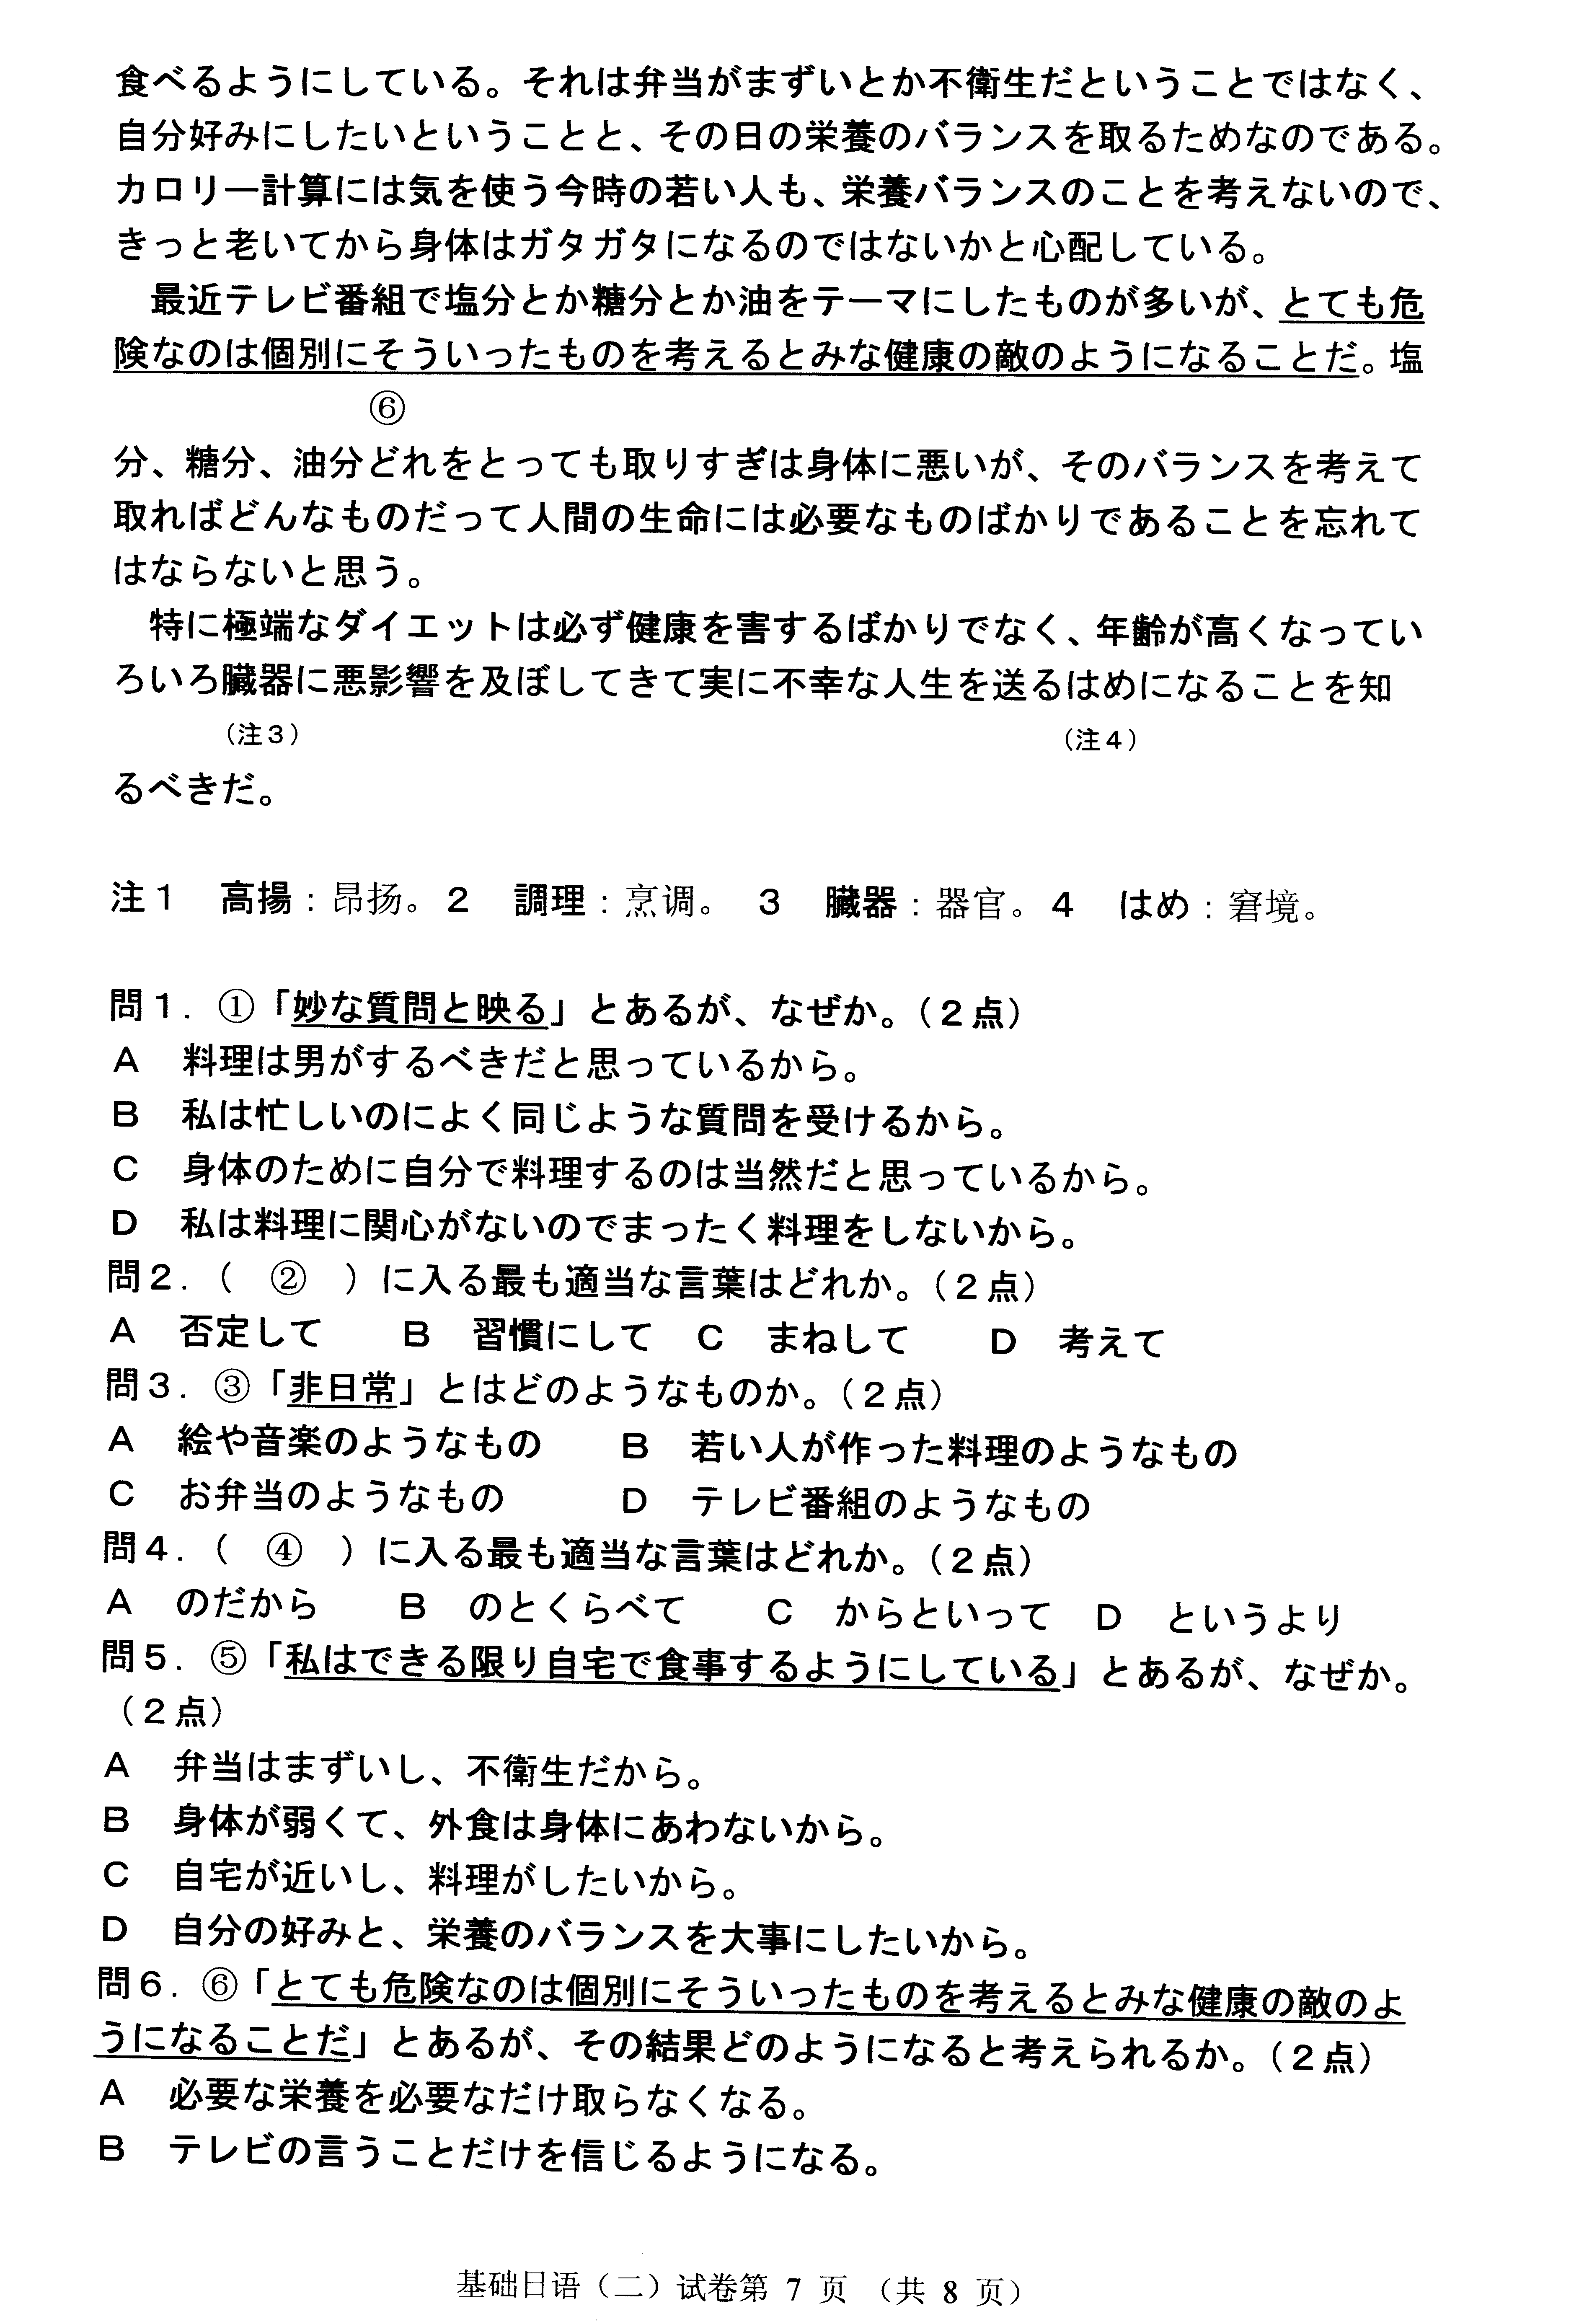 食べるようにしている。それは弁当がまずいとか不衛生だということではなく、
自分好みにしたいということと、その日の栄養のバランスを取るためなのである。
カロリー計算には気を使う今時の若い人も、栄養バランスのことを考えないので、
きっと老いてから身体はガタガタになるのではないかと心配している。
最近テレビ番組で塩分とか糖分とか油をテーマにしたものが多いが、とても危
険なのは個別にそういったものを考えるとみな健康の敵のようになることだ。塩
⑥
分、糖分、油分どれをとっても取りすぎは身体に悪いが、そのバランスを考えて
取ればどんなものだって人間の生命には必要なものばかりであることを忘れて
はならないと思う。
特に極端なダイエットは必ず健康を害するばかりでなく、年齢が高くなってい
ろいろ臓器に悪影響を及ぼしてきて実に不幸な人生を送るはめになることを知
（注３） （注４）
るべきだ。
注１ 高揚：昂扬。２ 調理：烹调。 ３ 臓器：器官。４ はめ：窘境。
問１．①「妙な質問と映る」とあるが、なぜか。（２点）
A 料理は男がするべきだと思っているから。
B 私は忙しいのによく同じような質問を受けるから。
C 身体のために自分で料理するのは当然だと思っているから。
D 私は料理に関心がないのでまったく料理をしないから。
問２．（ ② ）に入る最も適当な言葉はどれか。（２点）
A 否定して B 習慣にして C まねして D 考えて
問３．③「非日常」とはどのようなものか。（２点）
A 絵や音楽のようなもの B 若い人が作った料理のようなもの
C お弁当のようなもの D テレビ番組のようなもの
問４．（ ④ ）に入る最も適当な言葉はどれか。（２点）
A のだから B のとくらべて C からといって D というより
問５．⑤「私はできる限り自宅で食事するようにしている」とあるが、なぜか。
（２点）
A 弁当はまずいし、不衛生だから。
B 身体が弱くて、外食は身体にあわないから。
C 自宅が近いし、料理がしたいから。
D 自分の好みと、栄養のバランスを大事にしたいから。
問６．⑥「とても危険なのは個別にそういったものを考えるとみな健康の敵のよ
うになることだ」とあるが、その結果どのようになると考えられるか。（２点）
A 必要な栄養を必要なだけ取らなくなる。
B テレビの言うことだけを信じるようになる。
基础日语（二）试卷第 7 页 （共 8 页）